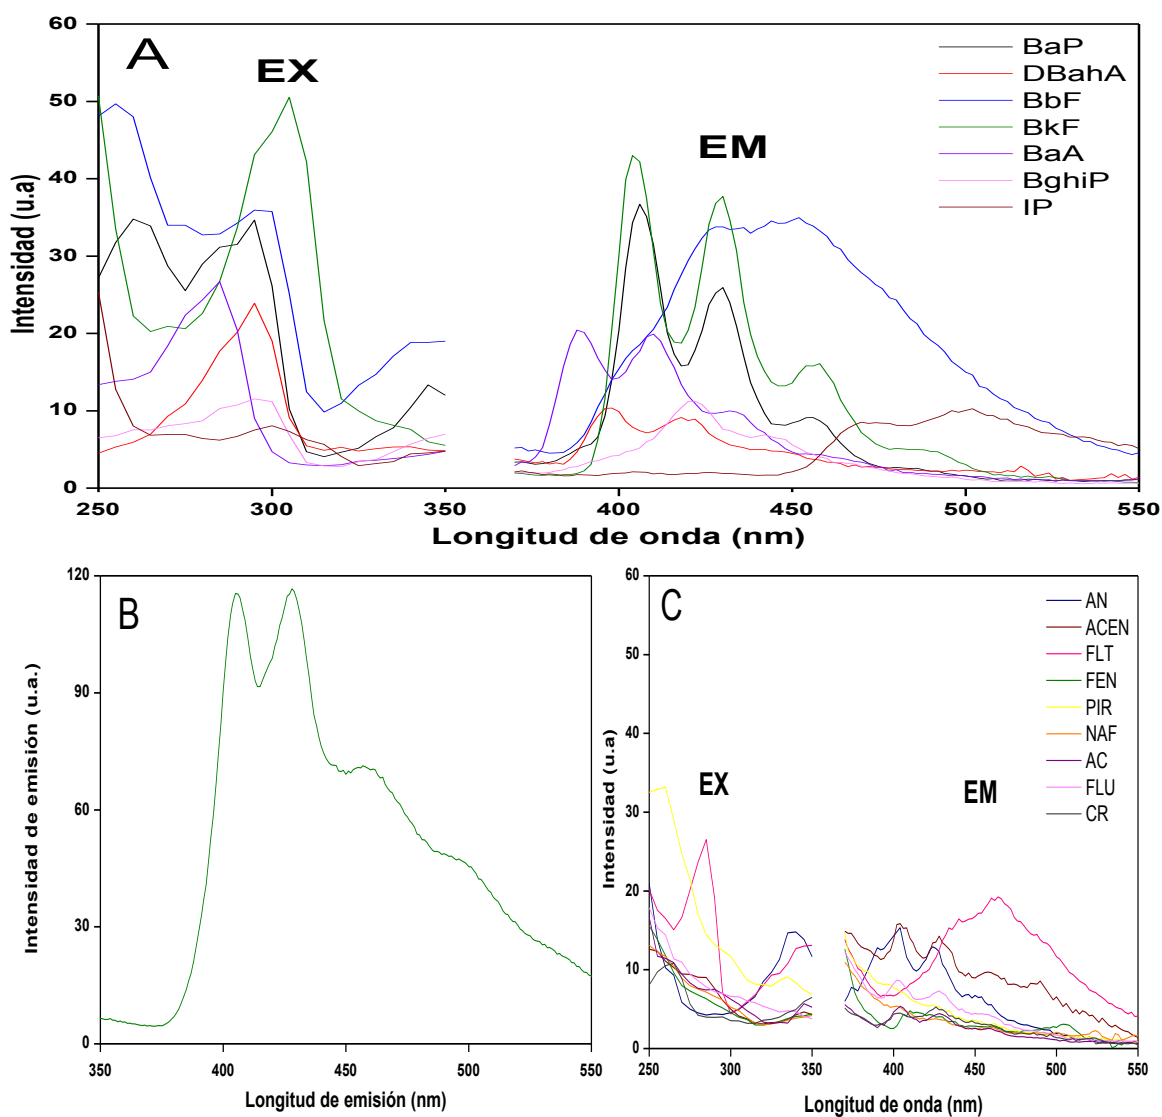 A
EX
EM
BaP
DBahA
BbF
BkF
BaA
BghiP
IP
Intensidad (u.a)
60
50
40
30
20
10
0
250
300
350
400
450
500
550
Longitud de onda (nm)
B
Intensidad de emisión (u.a.)
120
90
60
30
0
350
400
450
500
550
Longitud de emisión (nm)
C
EX
EM
AN
ACEN
FLT
FEN
PIR
NAF
AC
FLU
CR
Intensidad (u.a)
60
50
40
30
20
10
0
250
300
350
400
450
500
550
Longitud de onda (nm)